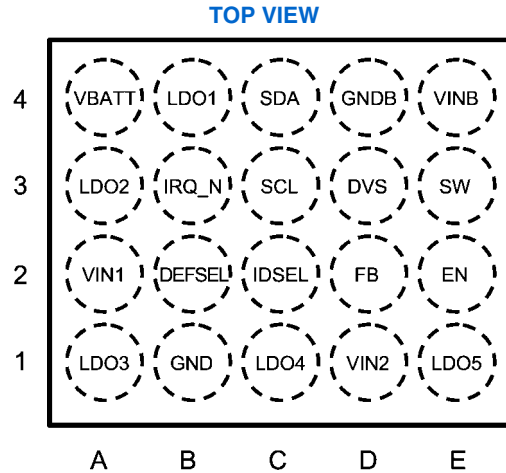 TOP VIEW
4 VBATT LDO1 SDA GNDB VINB
3 LDO2 IRQ_N SCL DVS SW
2 VIN1 DEFSEL IDSEL FB EN
1 LDO3 GND LDO4 VIN2 LDO5
A B C D E